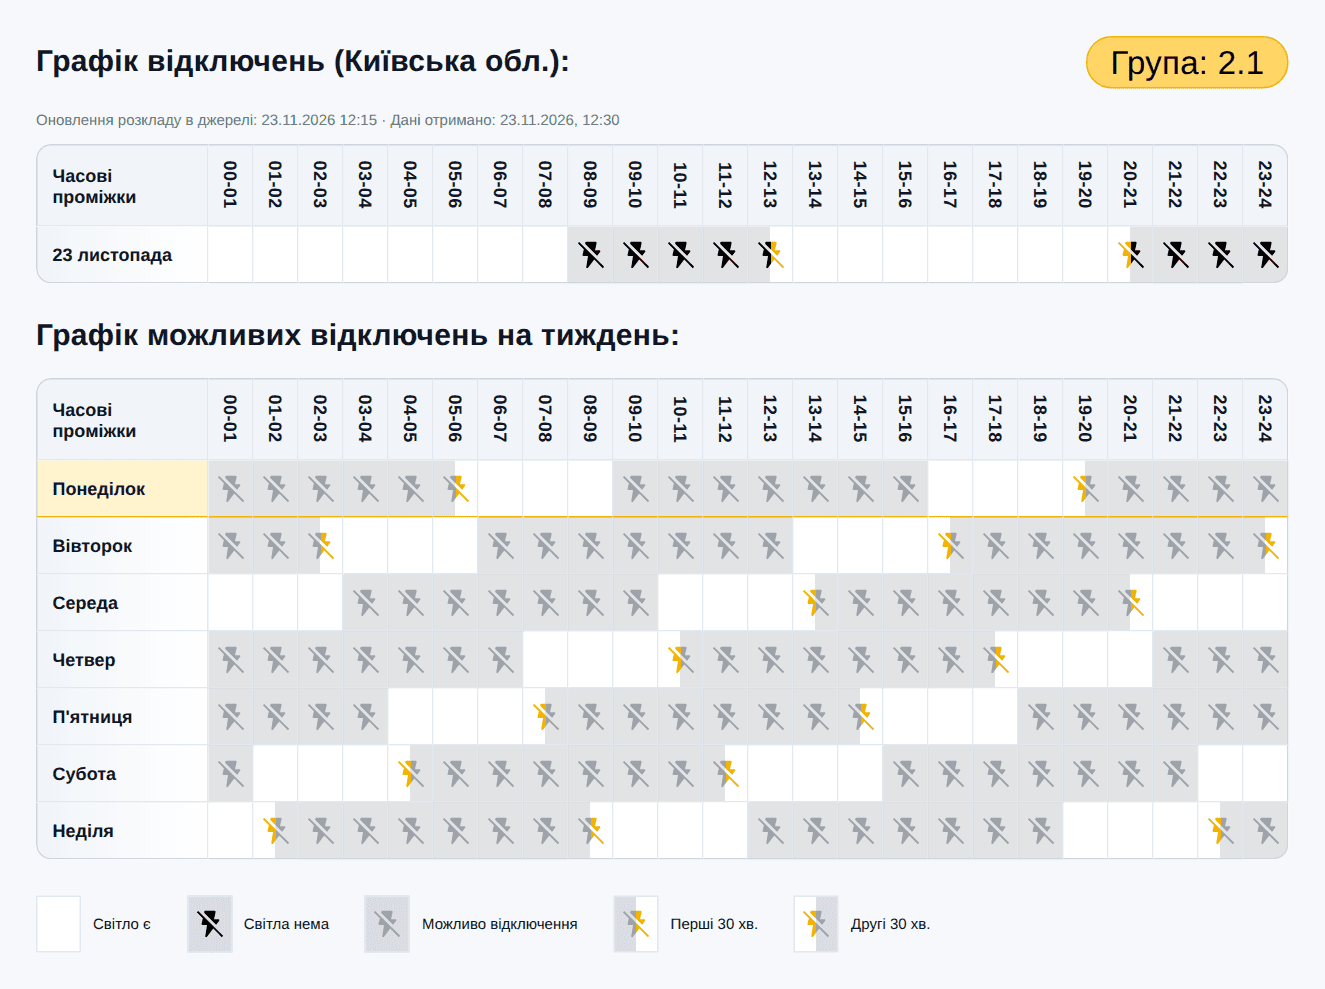 Графік відключень (Київська обл.):
Група: 2.1
Оновлення розкладу в джерелі: 23.11.2026 12:15 · Дані отримано: 23.11.2026, 12:30
Часові
проміжки
00-01 01-02 02-03 03-04 04-05 05-06 06-07 07-08 08-09 09-10 10-11 11-12 12-13 13-14 14-15 15-16 16-17 17-18 18-19 19-20 20-21 21-22 22-23 23-24
23 листопада
Графік можливих відключень на тиждень:
Часові
проміжки
00-01 01-02 02-03 03-04 04-05 05-06 06-07 07-08 08-09 09-10 10-11 11-12 12-13 13-14 14-15 15-16 16-17 17-18 18-19 19-20 20-21 21-22 22-23 23-24
Понеділок
Вівторок
Середа
Четвер
П'ятниця
Субота
Неділя
Світло є
Світла нема
Можливо відключення
Перші 30 хв.
Другі 30 хв.